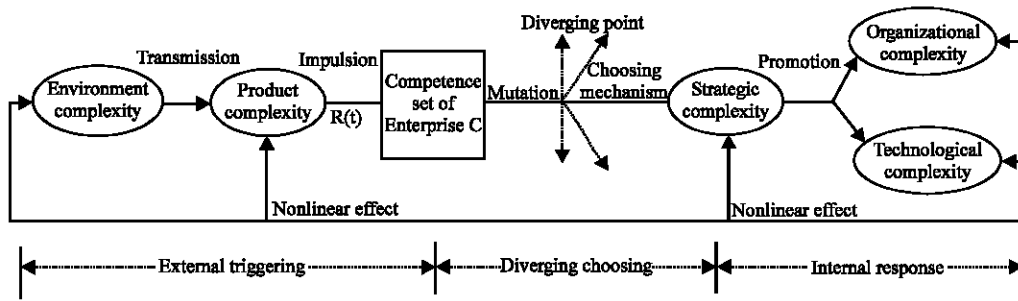 Diverging point
Transmission
Impulsion
Environment
complexity
Product
complexity
R(t)
Competence
set of
Enterprise C
Mutation
Choosing
mechanism
Strategic
complexity
Promotion
Organizational
complexity
Technological
complexity
Nonlinear effect
Nonlinear effect
External triggering
Diverging choosing
Internal response